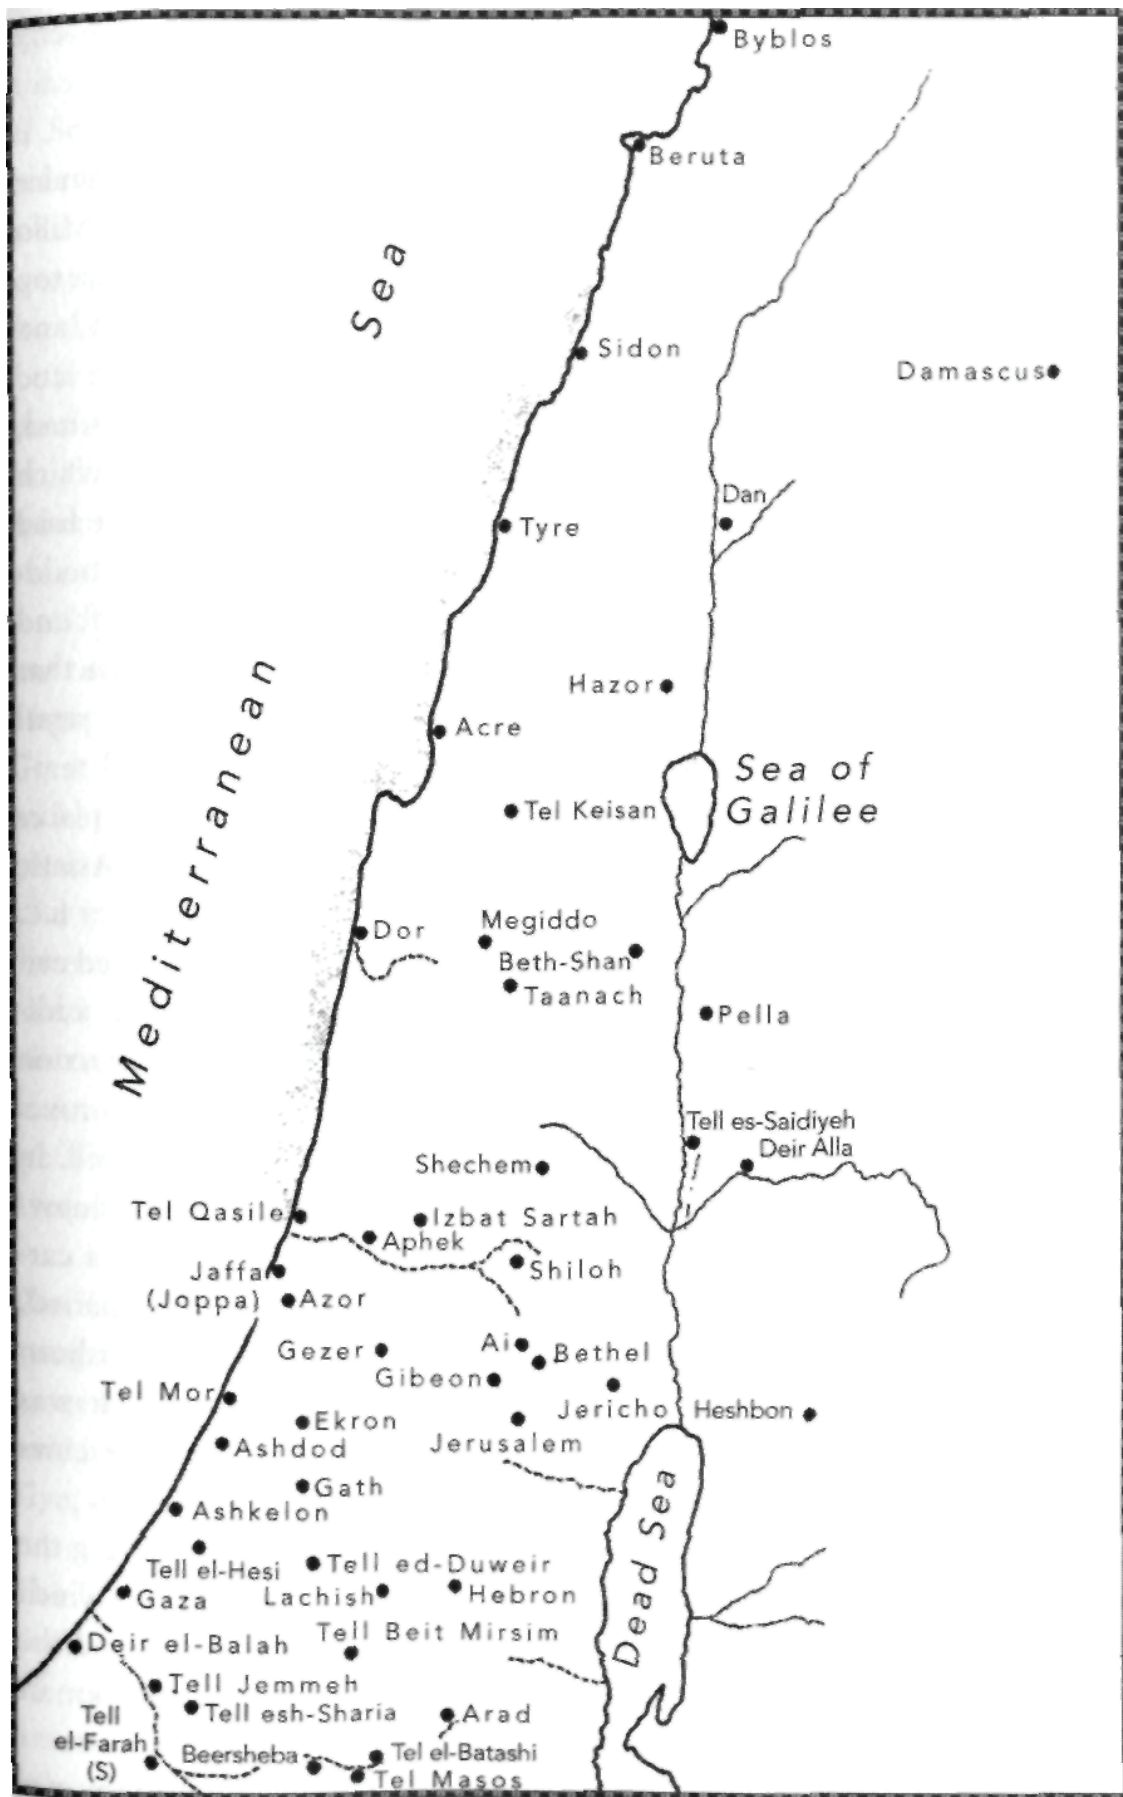 Byblos
Beruta
Sea
Sidon
Damascus
Dan
Tyre
Hazor
Mediterranean
Acre
Sea of
Galilee
Tel Keisan
Dor
Megiddo
Beth-Shan
Taanach
Pella
Tell es-Saidiyeh
Deir Alla
Shechem
Tel Qasile
Izbat Sartah
Aphek
Shiloh
Jaffa
(Joppa)
Azor
Gezer
Ai
Bethel
Gibeon
Tel Mor
Jericho
Heshbon
Ekron
Jerusalem
Ashdod
Gath
Dead Sea
Ashkelon
Tell el-Hesi
Tell ed-Duweir
Gaza
Lachish
Hebron
Deir el-Balah
Tell Beit Mirsim
Tell Jemmeh
Tell esh-Sharia
Arad
Tell
el-Farah
(S)
Beersheba
Tel el-Batashi
Tel Masos